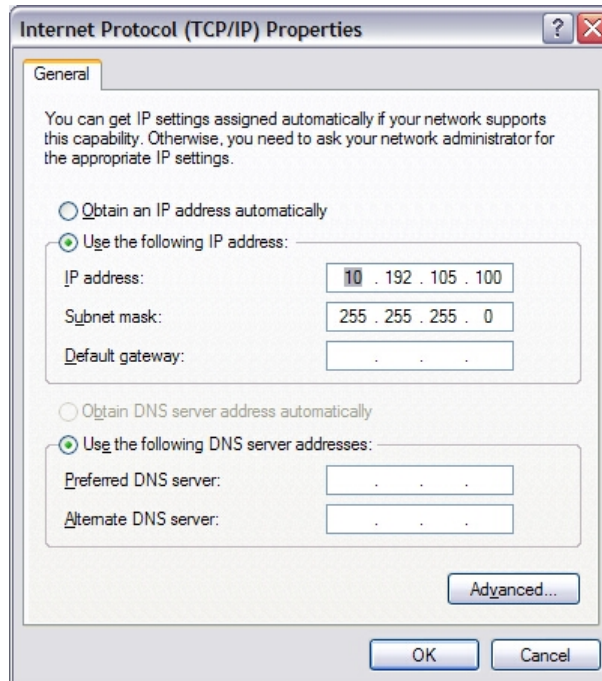 Internet Protocol (TCP/IP) Properties
General
You can get IP settings assigned automatically if your network supports
this capability. Otherwise, you need to ask your network administrator for
the appropriate IP settings.
Obtain an IP address automatically
Use the following IP address:
IP address: 10 . 192 . 105 . 100
Subnet mask: 255 . 255 . 255 . 0
Default gateway: . . .
Obtain DNS server address automatically
Use the following DNS server addresses:
Preferred DNS server: . . .
Alternate DNS server: . . .
Advanced...
OK Cancel